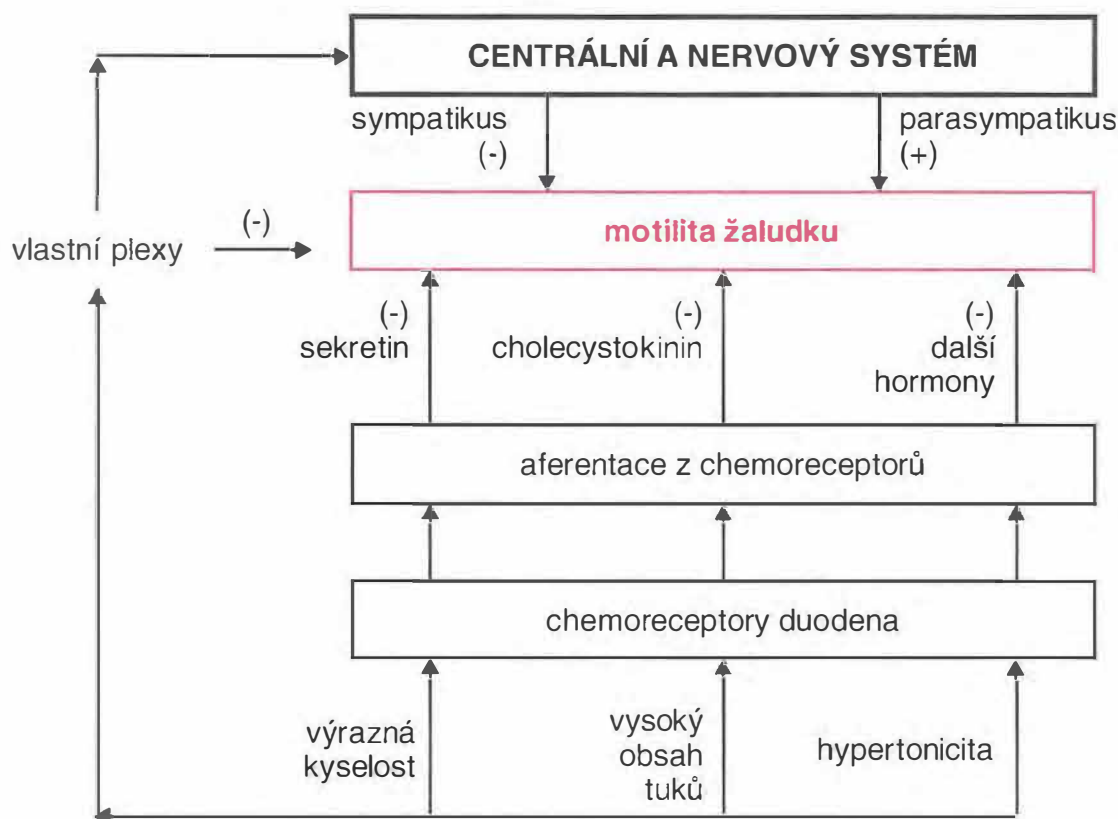 CENTRÁLNÍ A NERVOVÝ SYSTÉM
sympatikus
(-)
parasympatikus
(+)
motilita žaludku
vlastní plexy
(-)
(-)
sekretin
(-)
cholecystokinin
(-)
další
hormony
aferentace z chemoreceptorů
chemoreceptory duodena
výrazná
kyselost
vysoký
obsah
tuků
hypertonicita